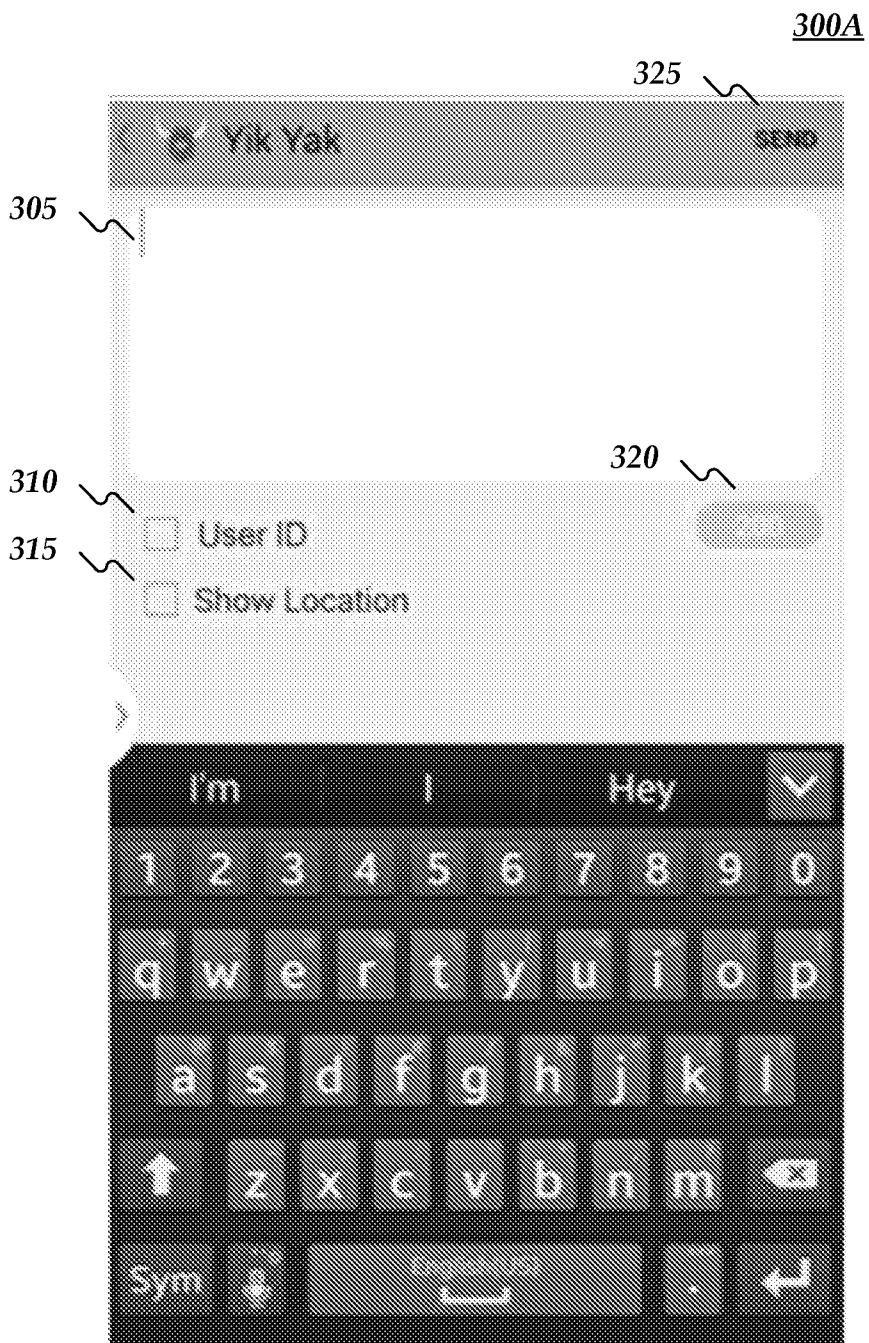 300A
325
Yik Yak SEND
305
320
310
User ID
315
Show Location
I'm I Hey
1 2 3 4 5 6 7 8 9 0
q w e r t y u i o p
a s d f g h j k l
z x c v b n m
Sym .